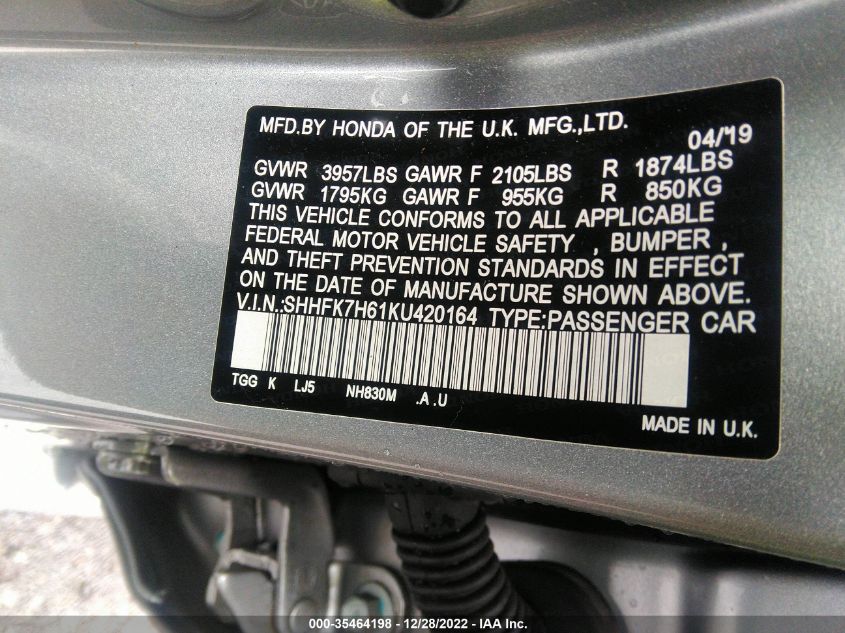 MFD.BY HONDA OF THE U.K. MFG.,LTD.
04/'19
GVWR 3957LBS GAWR F 2105LBS R 1874LBS
GVWR 1795KG GAWR F 955KG R 850KG
THIS VEHICLE CONFORMS TO ALL APPLICABLE
FEDERAL MOTOR VEHICLE SAFETY , BUMPER ,
AND THEFT PREVENTION STANDARDS IN EFFECT
ON THE DATE OF MANUFACTURE SHOWN ABOVE.
V.I.N.:SHHFK7H61KU420164 TYPE:PASSENGER CAR
TGG K LJ5 NH830M .A .U
MADE IN U.K.
000-35464198 - 12/28/2022 - IAA Inc.